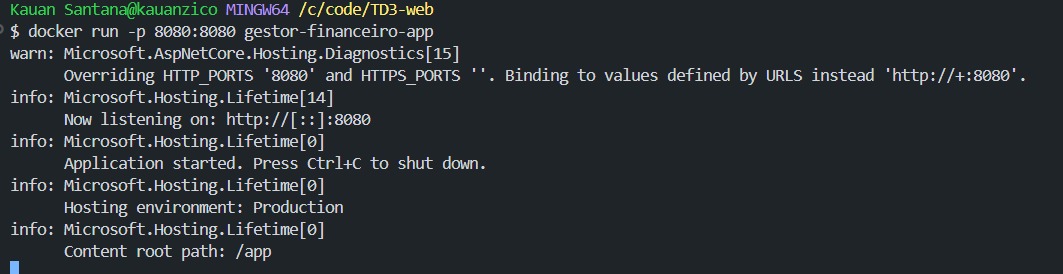 Kauan Santana@kauanzico MINGW64 /c/code/TD3-web
$ docker run -p 8080:8080 gestor-financeiro-app
warn: Microsoft.AspNetCore.Hosting.Diagnostics[15]
      Overriding HTTP_PORTS '8080' and HTTPS_PORTS ''. Binding to values defined by URLS instead 'http://+:8080'.
info: Microsoft.Hosting.Lifetime[14]
      Now listening on: http://[::]:8080
info: Microsoft.Hosting.Lifetime[0]
      Application started. Press Ctrl+C to shut down.
info: Microsoft.Hosting.Lifetime[0]
      Hosting environment: Production
info: Microsoft.Hosting.Lifetime[0]
      Content root path: /app